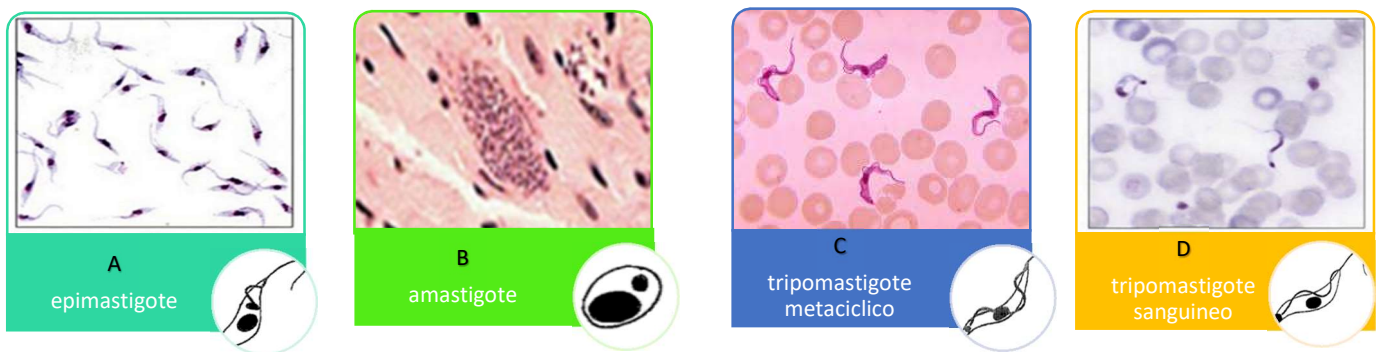 A
epimastigote
B
amastigote
C
tripomastigote
metaciclico
D
tripomastigote
sanguineo